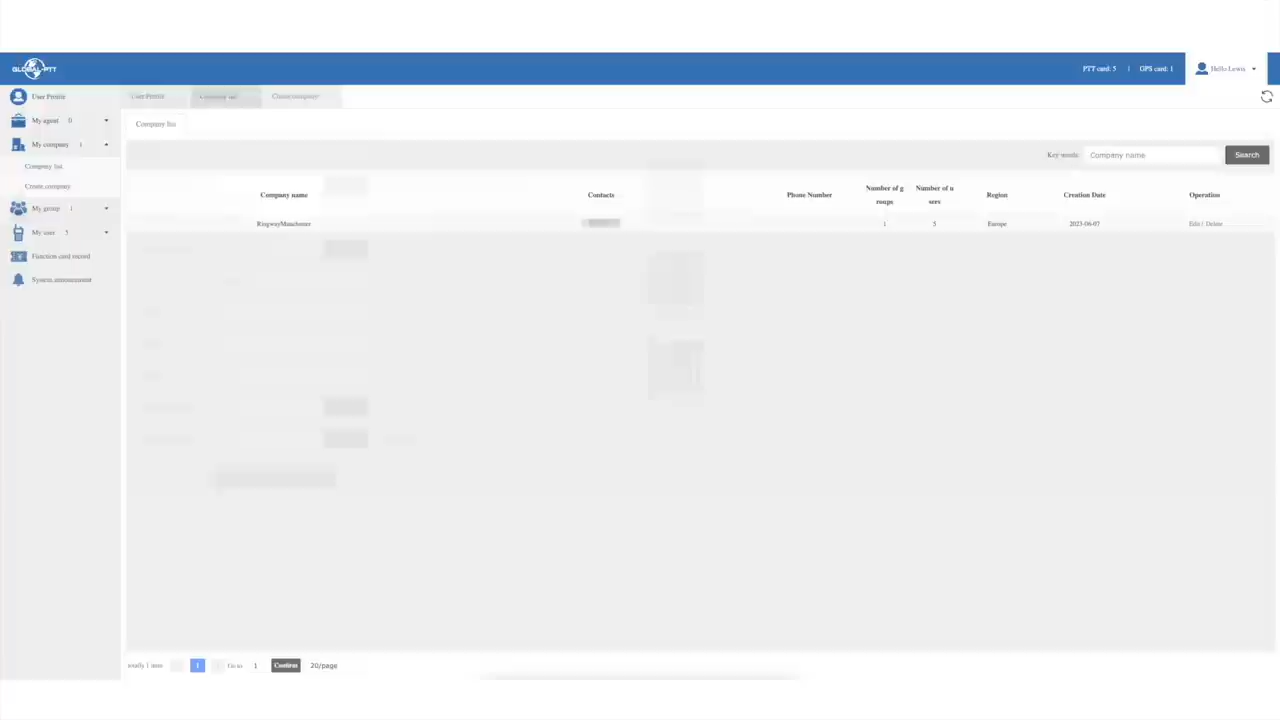 GLOBAL-PTT
PTT card: 5 | GPS card: 1
Hello Lewis
User Profile
My agent 0
My company 1
Company list
Create company
My group 1
My user 5
Function card record
System announcement
User Profile Company list Create company
Company list
Key words: Company name Search
Company name Contacts Phone Number Number of g Number of u Region Creation Date Operation
roups sers
RingwayManchester 1 5 Europe 2023-06-07 Edit / Delete
totally 1 item 1 Go to 1 Confirm 20/page